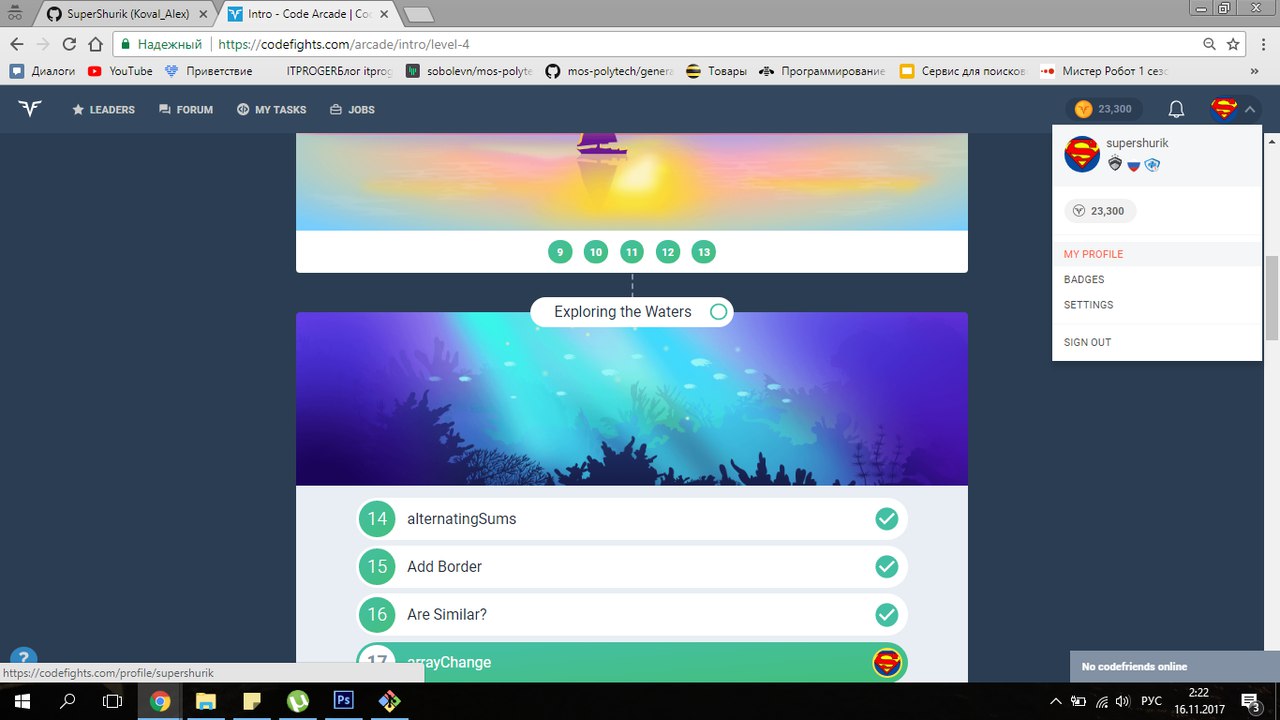 SuperShurik (Koval_Alex)
Intro - Code Arcade | Coc
Надежный | https://codefights.com/arcade/intro/level-4
Диалоги YouTube Приветствие ITPROGERБлог itprog sobolevn/mos-polyte mos-polytech/genera Товары Программирование Сервис для поисков Мистер Робот 1 сез »
LEADERS FORUM MY TASKS JOBS 23,300
supershurik
23,300
MY PROFILE
BADGES
SETTINGS
SIGN OUT
9 10 11 12 13
Exploring the Waters
14 alternatingSums
15 Add Border
16 Are Similar?
17 arrayChange
?
https://codefights.com/profile/supershurik
No codefriends online
Ps
РУС
2:22
16.11.2017
3